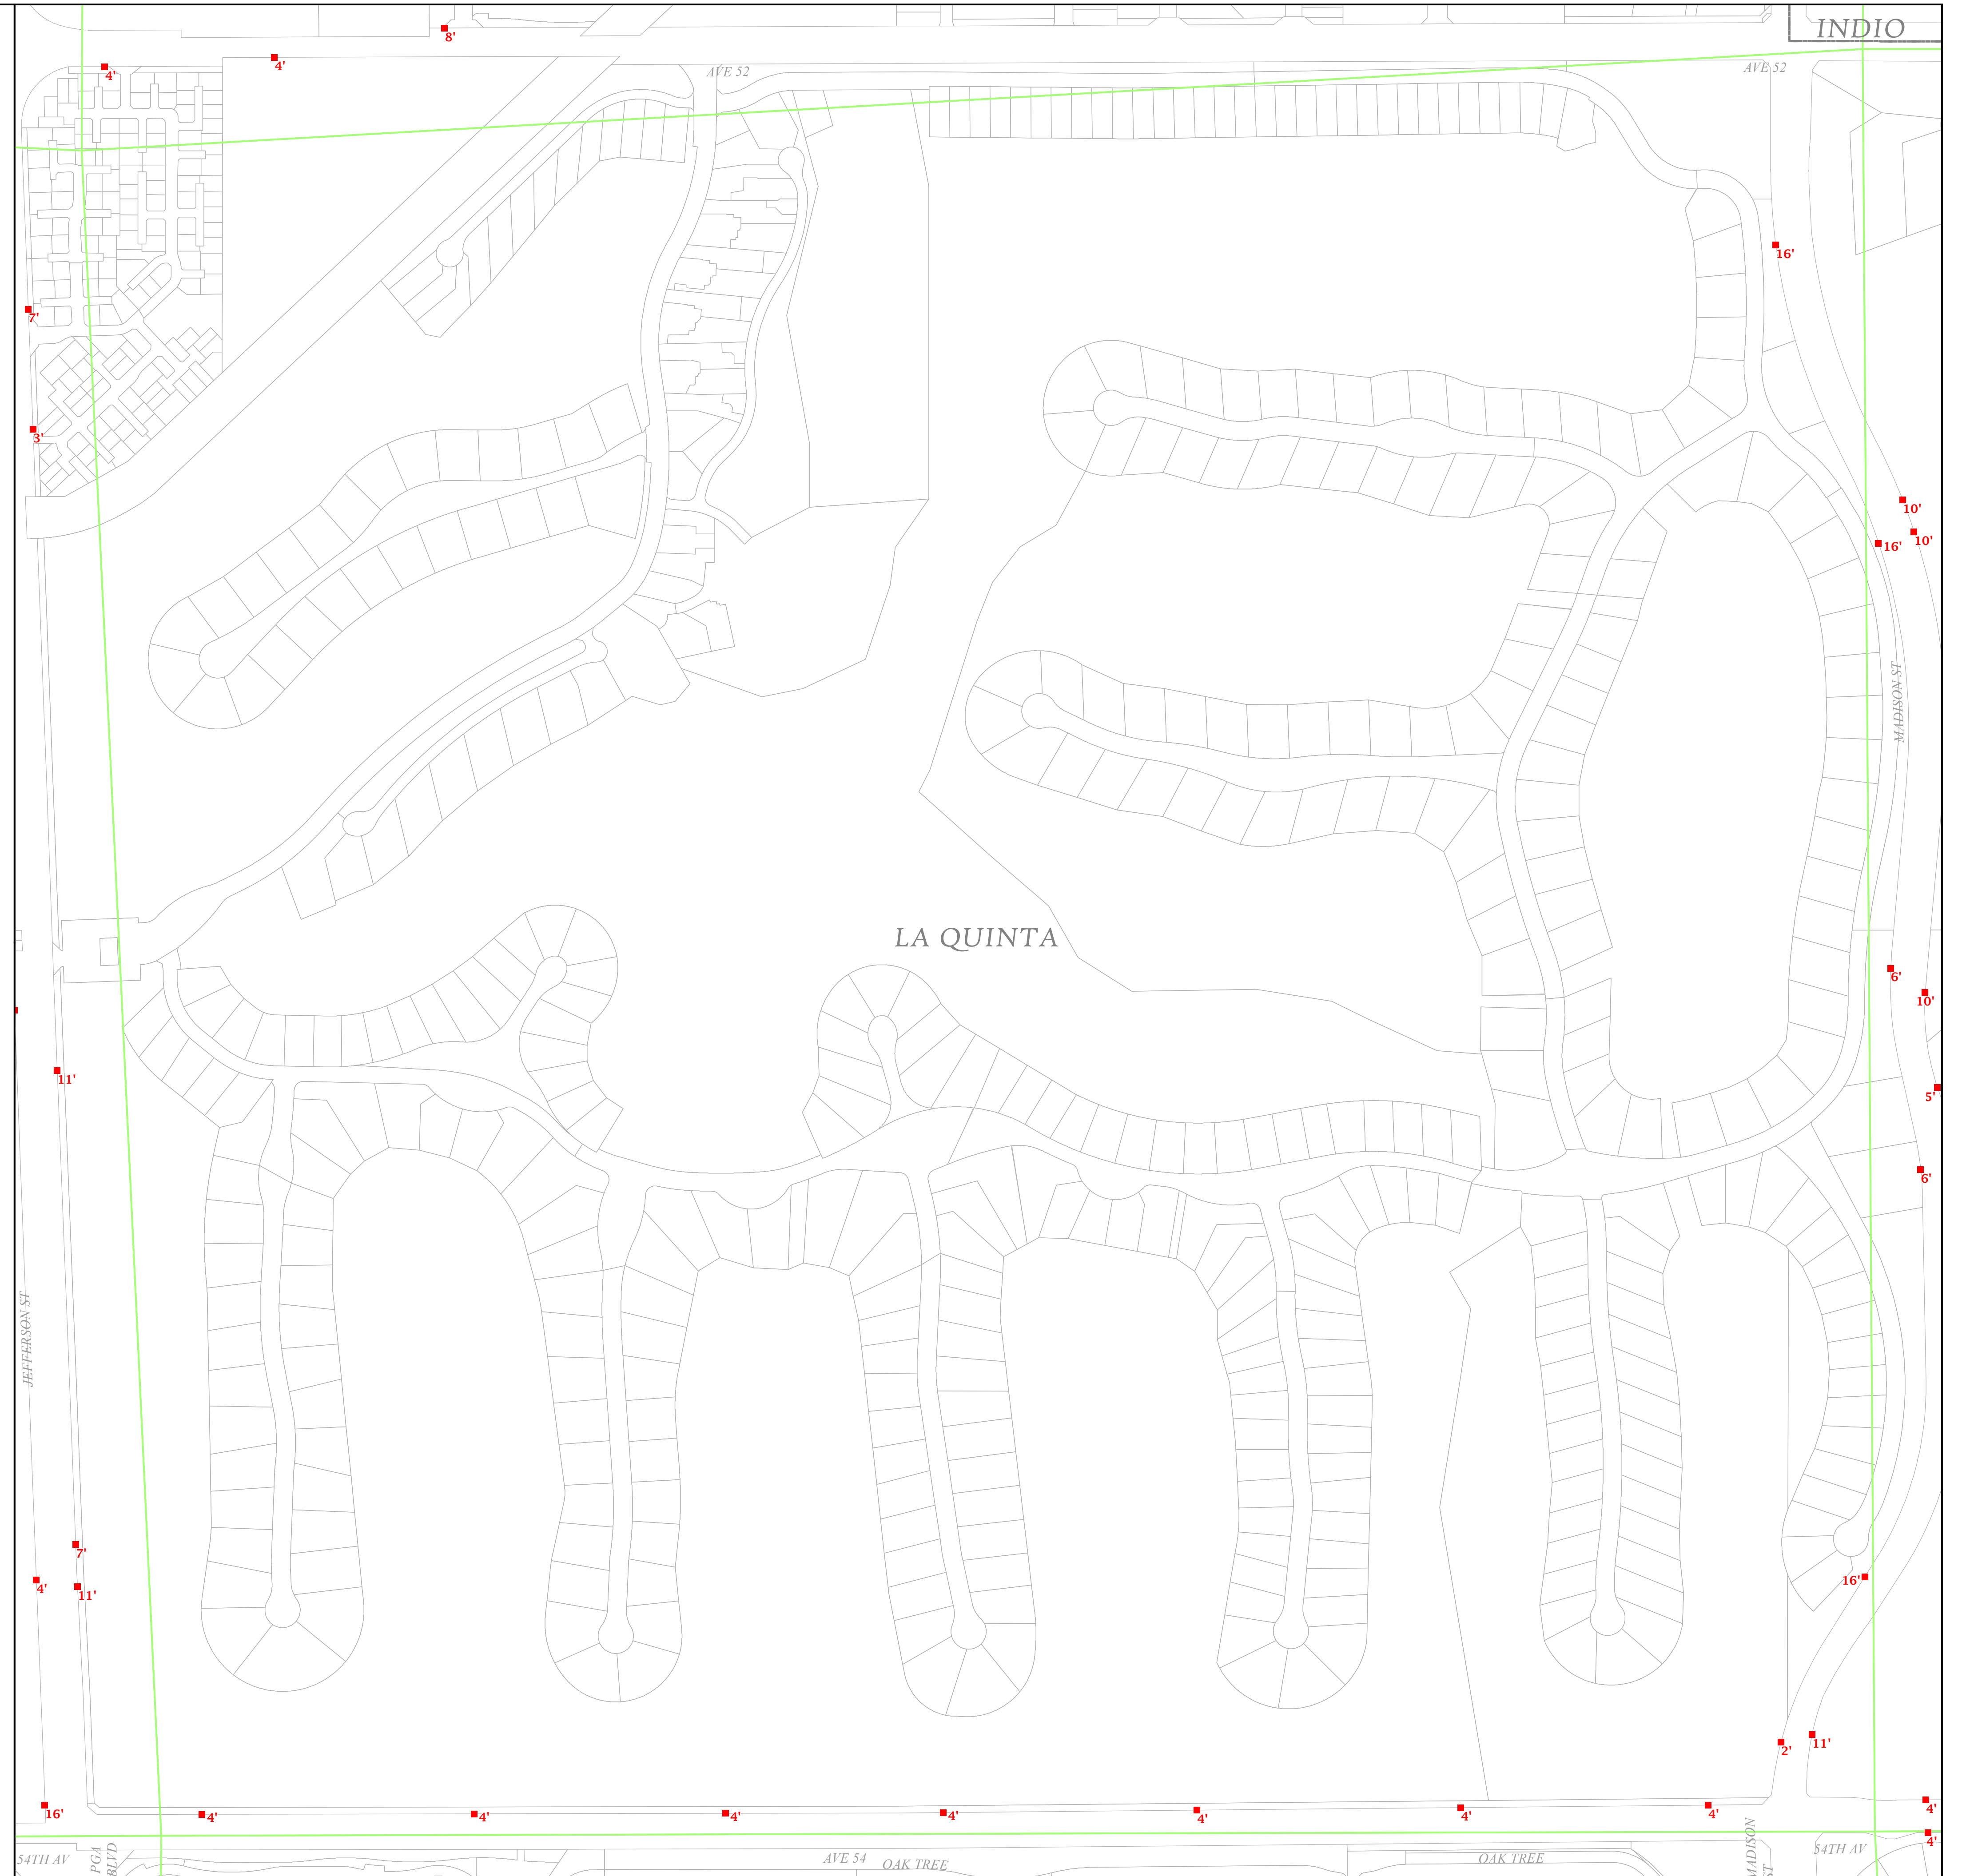 INDIO
8'
4'
4'
AVE 52
AVE 52
16'
7'
3'
10'
10'
16'
MADISON ST
LA QUINTA
6'
10'
11'
5'
6'
JEFFERSON ST
7'
4'
11'
16'
2'
11'
16'
4'
4'
4'
4'
4'
4'
4'
4'
4'
54TH AV
PGA
BLVD
AVE 54
OAK TREE
OAK TREE
MADISON
ST
54TH AV